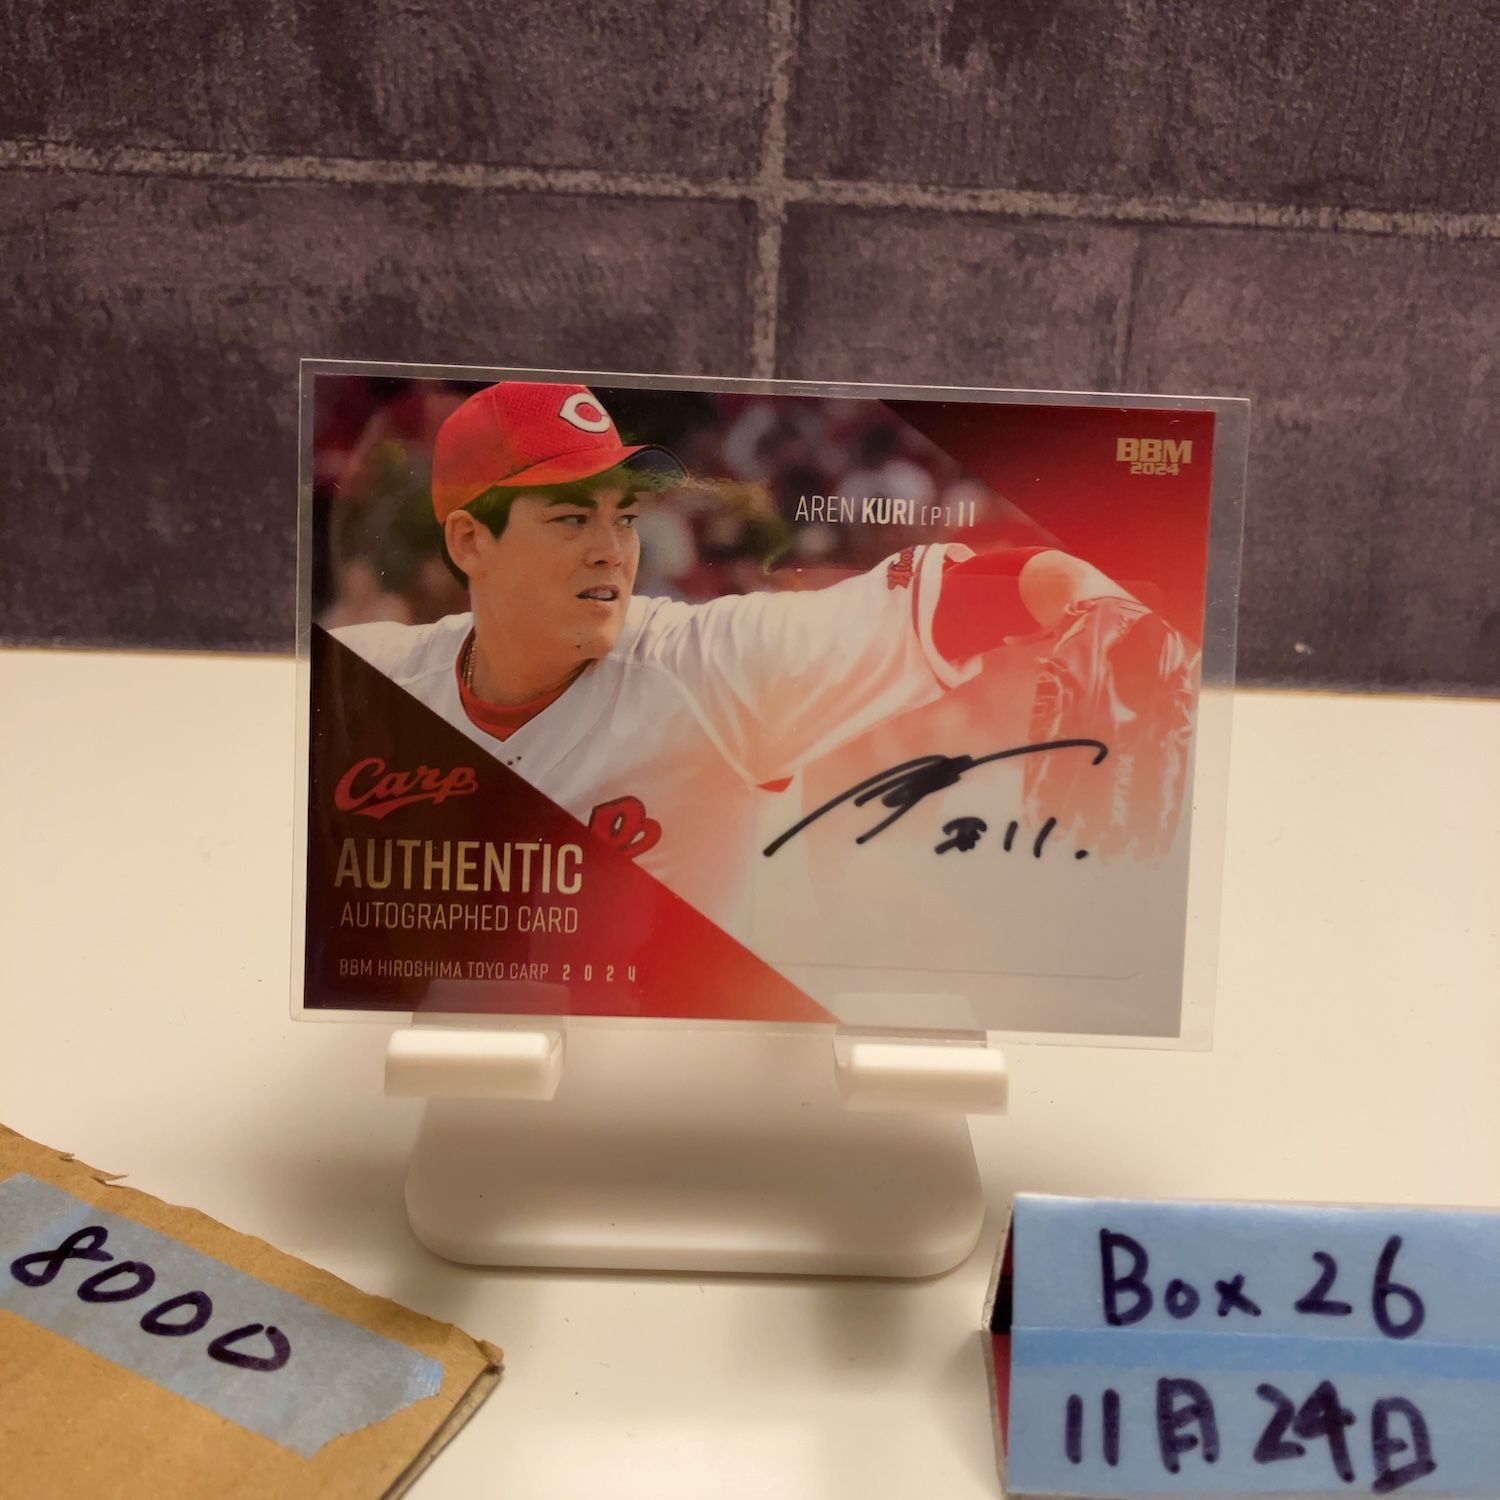 C
BBM
2024
AREN KURI [P] 11
Carp
#11.
AUTHENTIC
AUTOGRAPHED CARD
BBM HIROSHIMA TOYO CARP 2024
8000
Box 26
11月24日